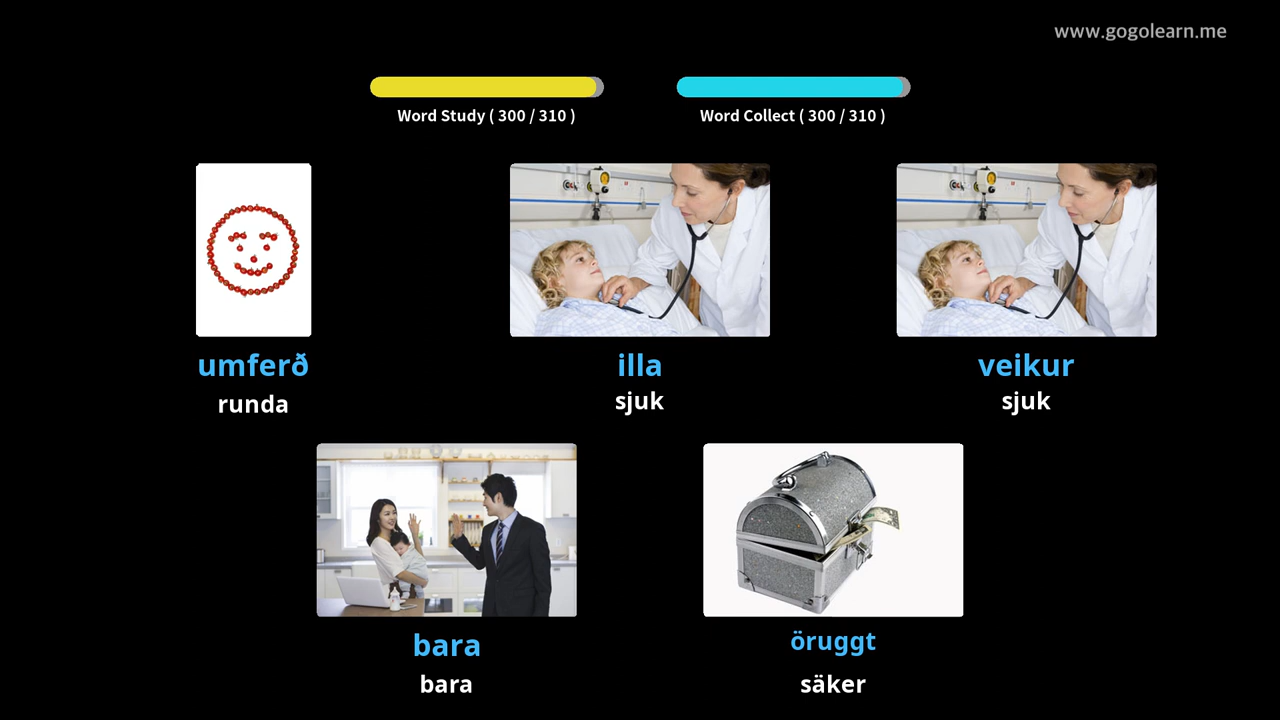 www.gogolearn.me
Word Study ( 300 / 310 )
Word Collect ( 300 / 310 )
umferð
runda
illa
sjuk
veikur
sjuk
bara
bara
öruggt
säker